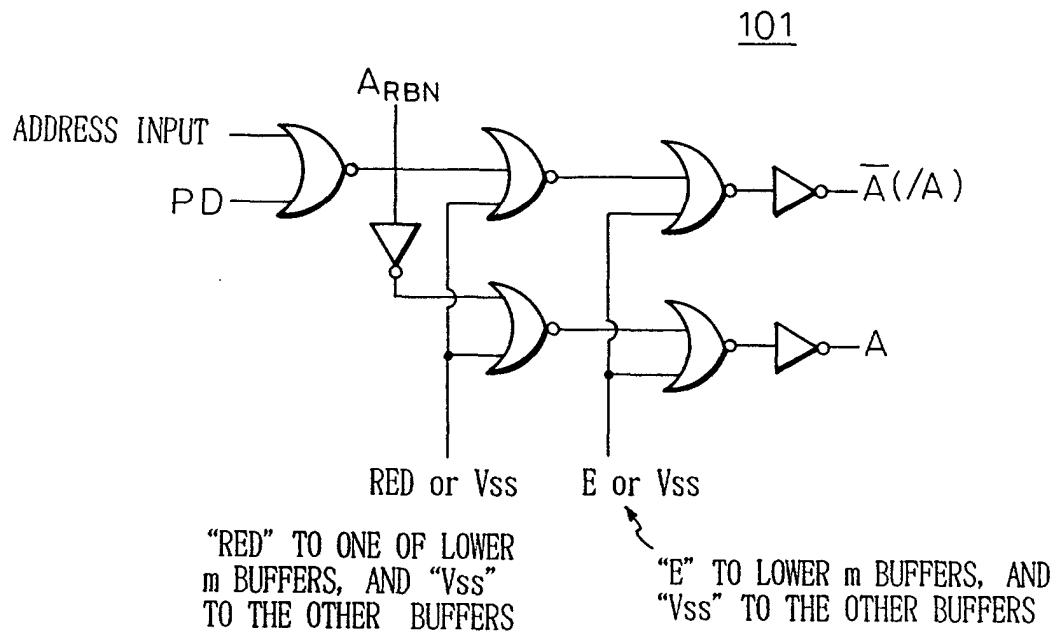 101
A_RBN
ADDRESS INPUT
PD
A̅(/A)
A
RED or Vss
E or Vss
“RED” TO ONE OF LOWER
m BUFFERS, AND “Vss”
TO THE OTHER BUFFERS
“E” TO LOWER m BUFFERS, AND
“Vss” TO THE OTHER BUFFERS